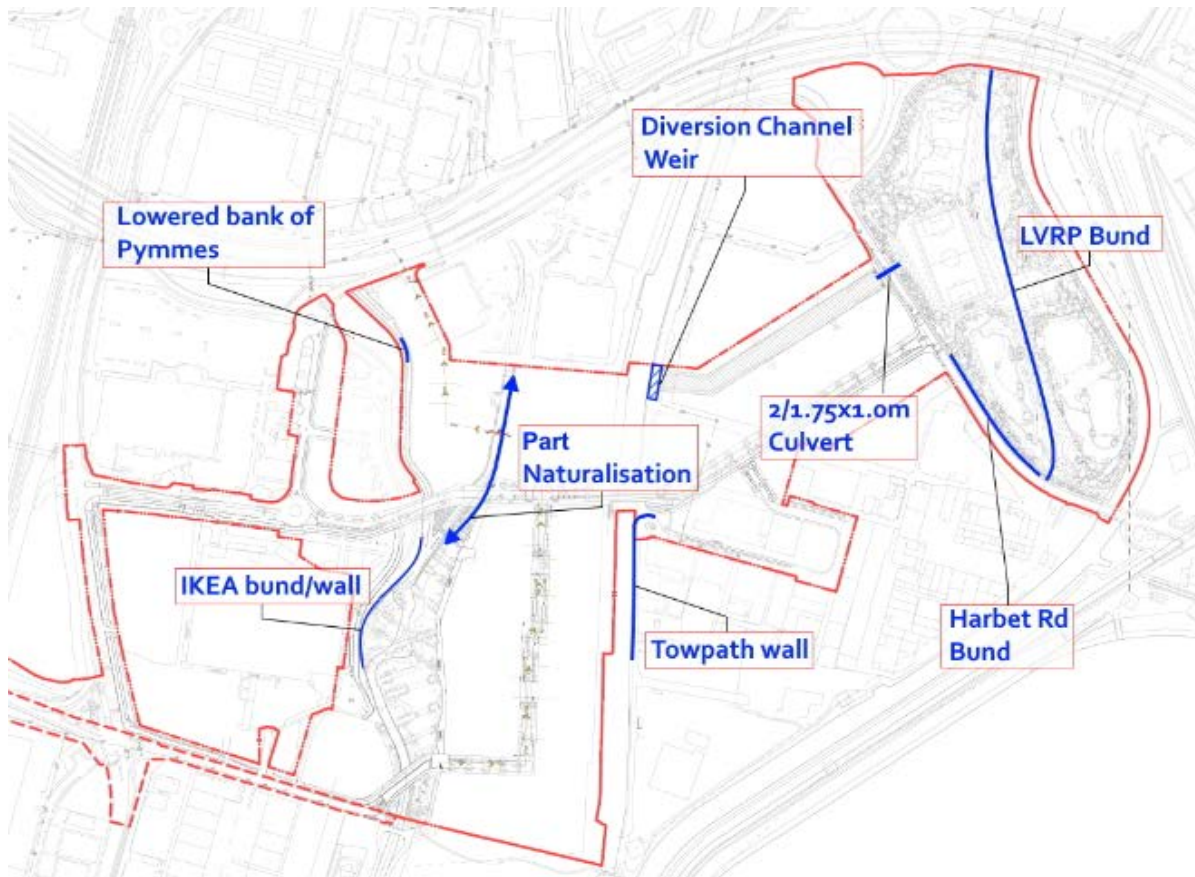 Diversion Channel
Weir
Lowered bank of
Pymmes
LVRP Bund
2/1.75x1.0m
Culvert
Part
Naturalisation
IKEA bund/wall
Towpath wall
Harbet Rd
Bund